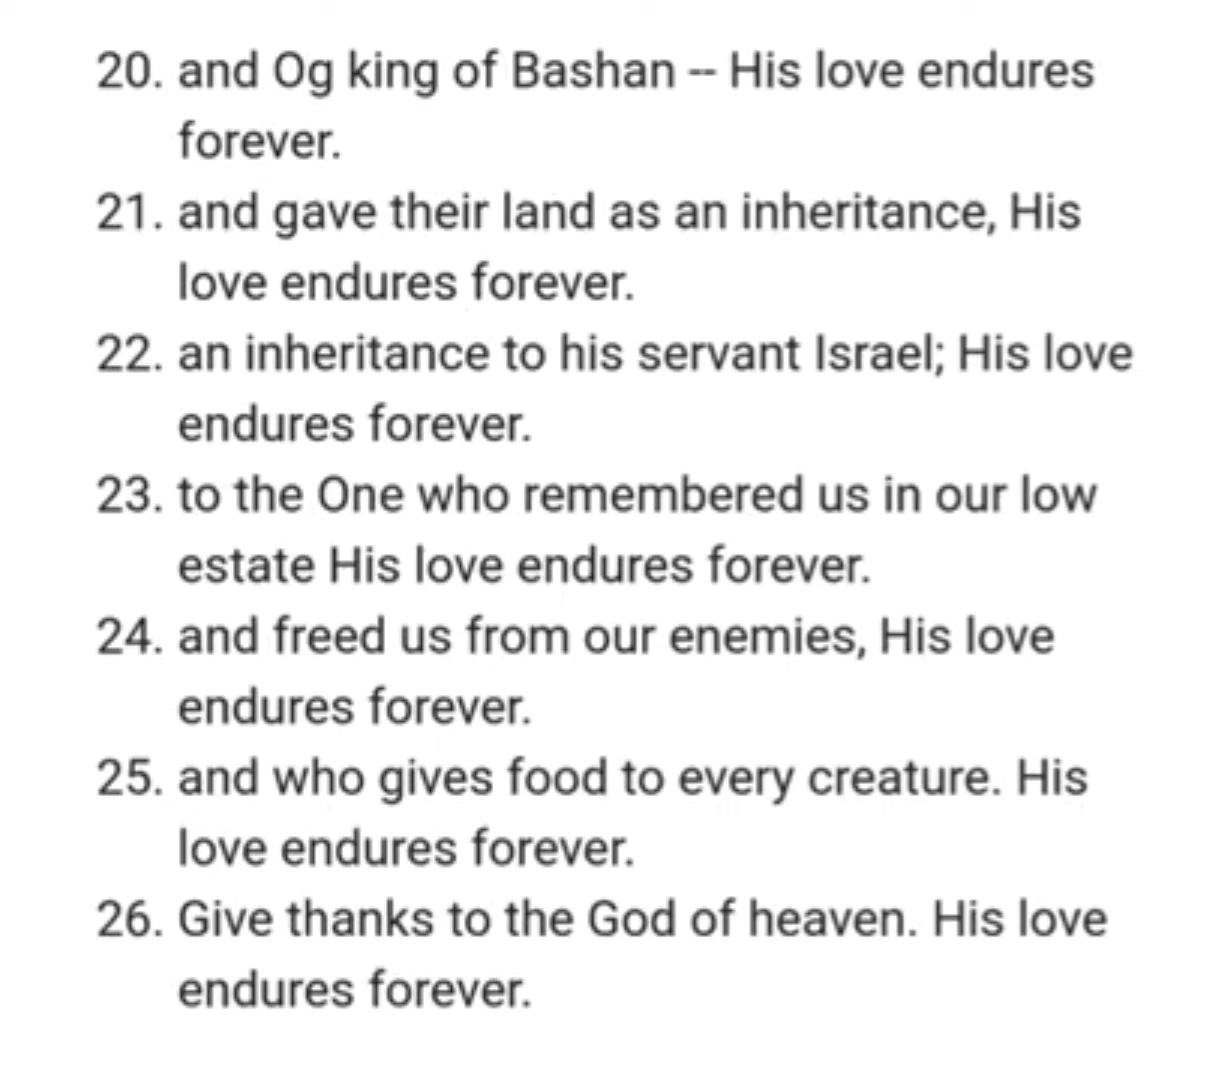 20. and Og king of Bashan -- His love endures
forever.
21. and gave their land as an inheritance, His
love endures forever.
22. an inheritance to his servant Israel; His love
endures forever.
23. to the One who remembered us in our low
estate His love endures forever.
24. and freed us from our enemies, His love
endures forever.
25. and who gives food to every creature. His
love endures forever.
26. Give thanks to the God of heaven. His love
endures forever.